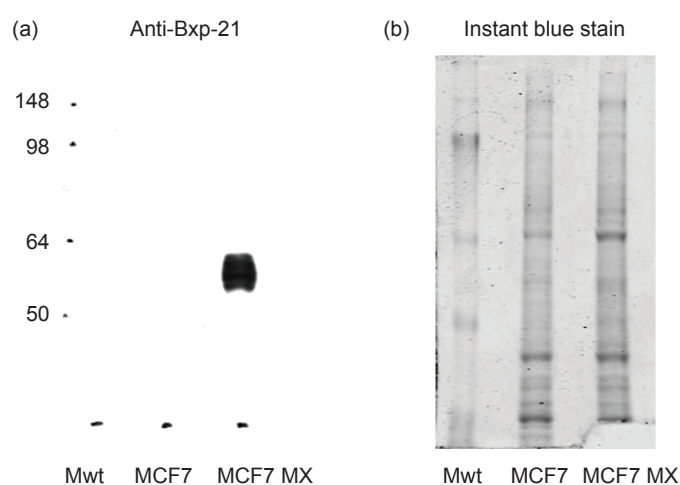 (a) Anti-Bxp-21
148
98
64
50
Mwt MCF7 MCF7 MX
(b) Instant blue stain
Mwt MCF7 MCF7 MX